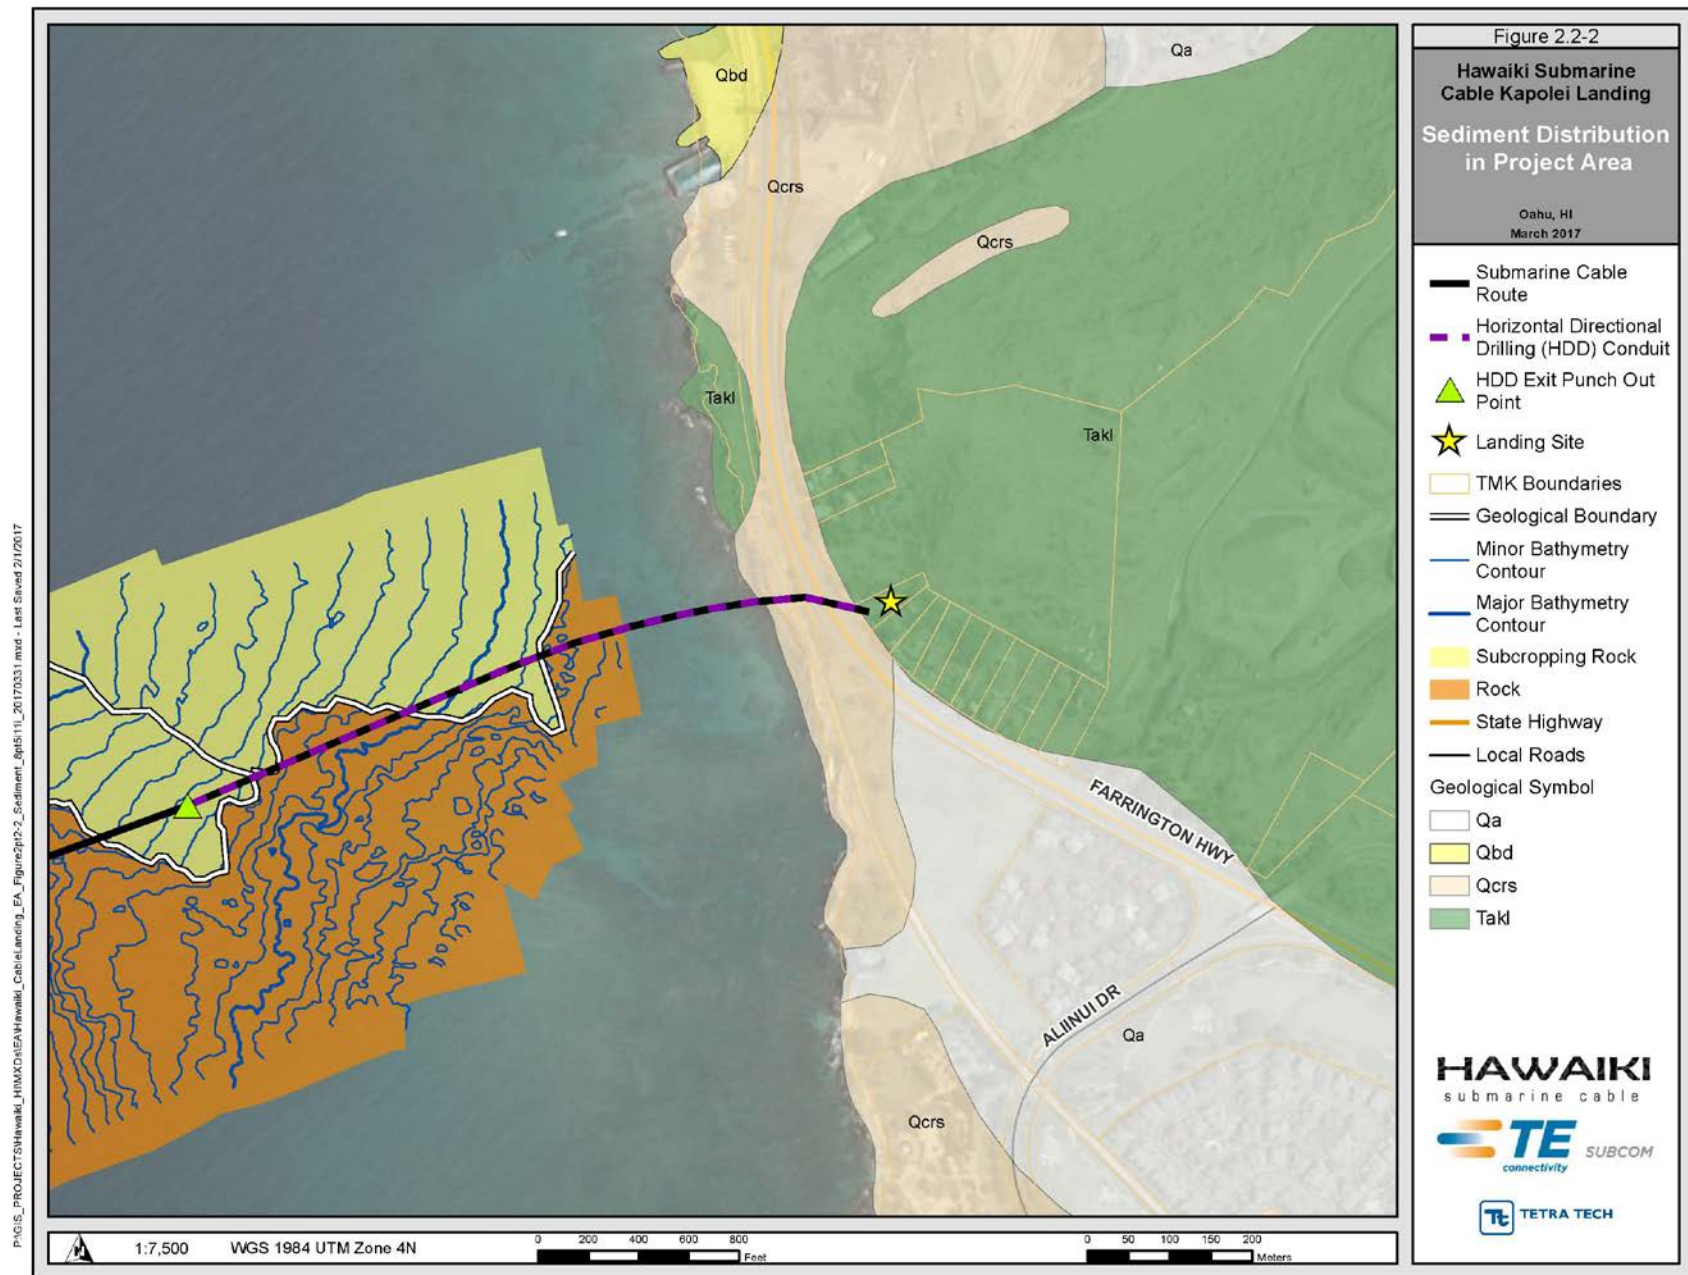 Figure 2.2-2
Hawaiki Submarine
Cable Kapolei Landing
Sediment Distribution
in Project Area
Oahu, HI
March 2017
Submarine Cable
Route
Horizontal Directional
Drilling (HDD) Conduit
HDD Exit Punch Out
Point
Landing Site
TMK Boundaries
Geological Boundary
Minor Bathymetry
Contour
Major Bathymetry
Contour
Subcropping Rock
Rock
State Highway
Local Roads
Geological Symbol
Qa
Qbd
Qcrs
Takl
HAWAIKI
submarine cable
TE
connectivity
SUBCOM
Tt TETRA TECH
Qa
Qbd
Qcrs
Qcrs
Takl
Takl
FARRINGTON HWY
ALIINUI DR
Qa
Qcrs
1:7,500 WGS 1984 UTM Zone 4N
0 200 400 600 800
Feet
0 50 100 150 200
Meters